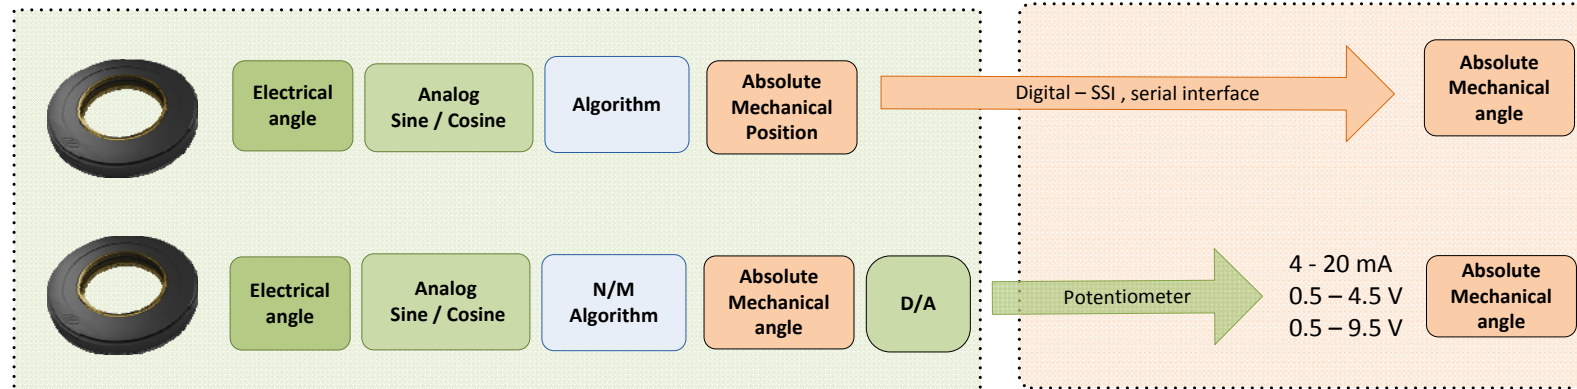 Electrical
angle
Analog
Sine / Cosine
Algorithm
Absolute
Mechanical
Position
Digital – SSI , serial interface
Absolute
Mechanical
angle
Electrical
angle
Analog
Sine / Cosine
N/M
Algorithm
Absolute
Mechanical
angle
D/A
Potentiometer
4 - 20 mA
0.5 – 4.5 V
0.5 – 9.5 V
Absolute
Mechanical
angle